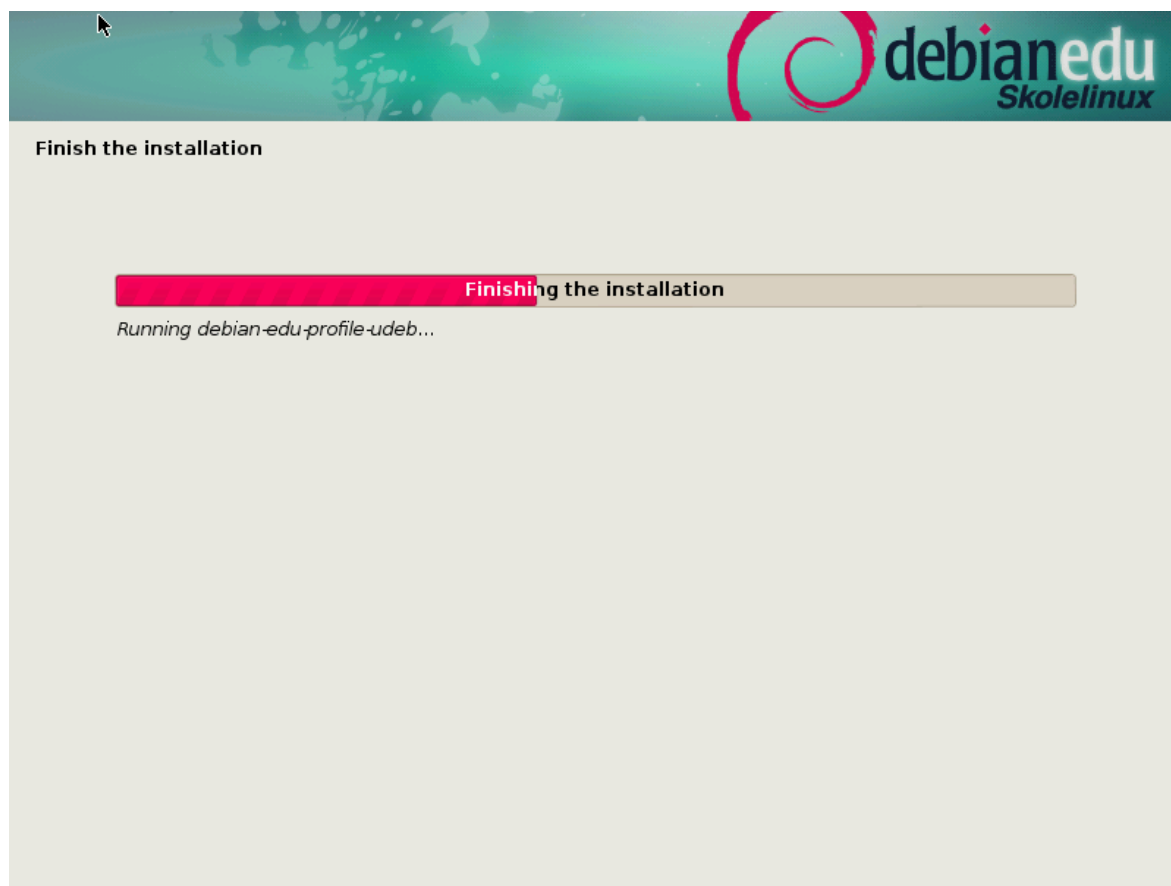 debianedu
Skolelinux
Finish the installation
Finishing the installation
Running debian-edu-profile-udeb...